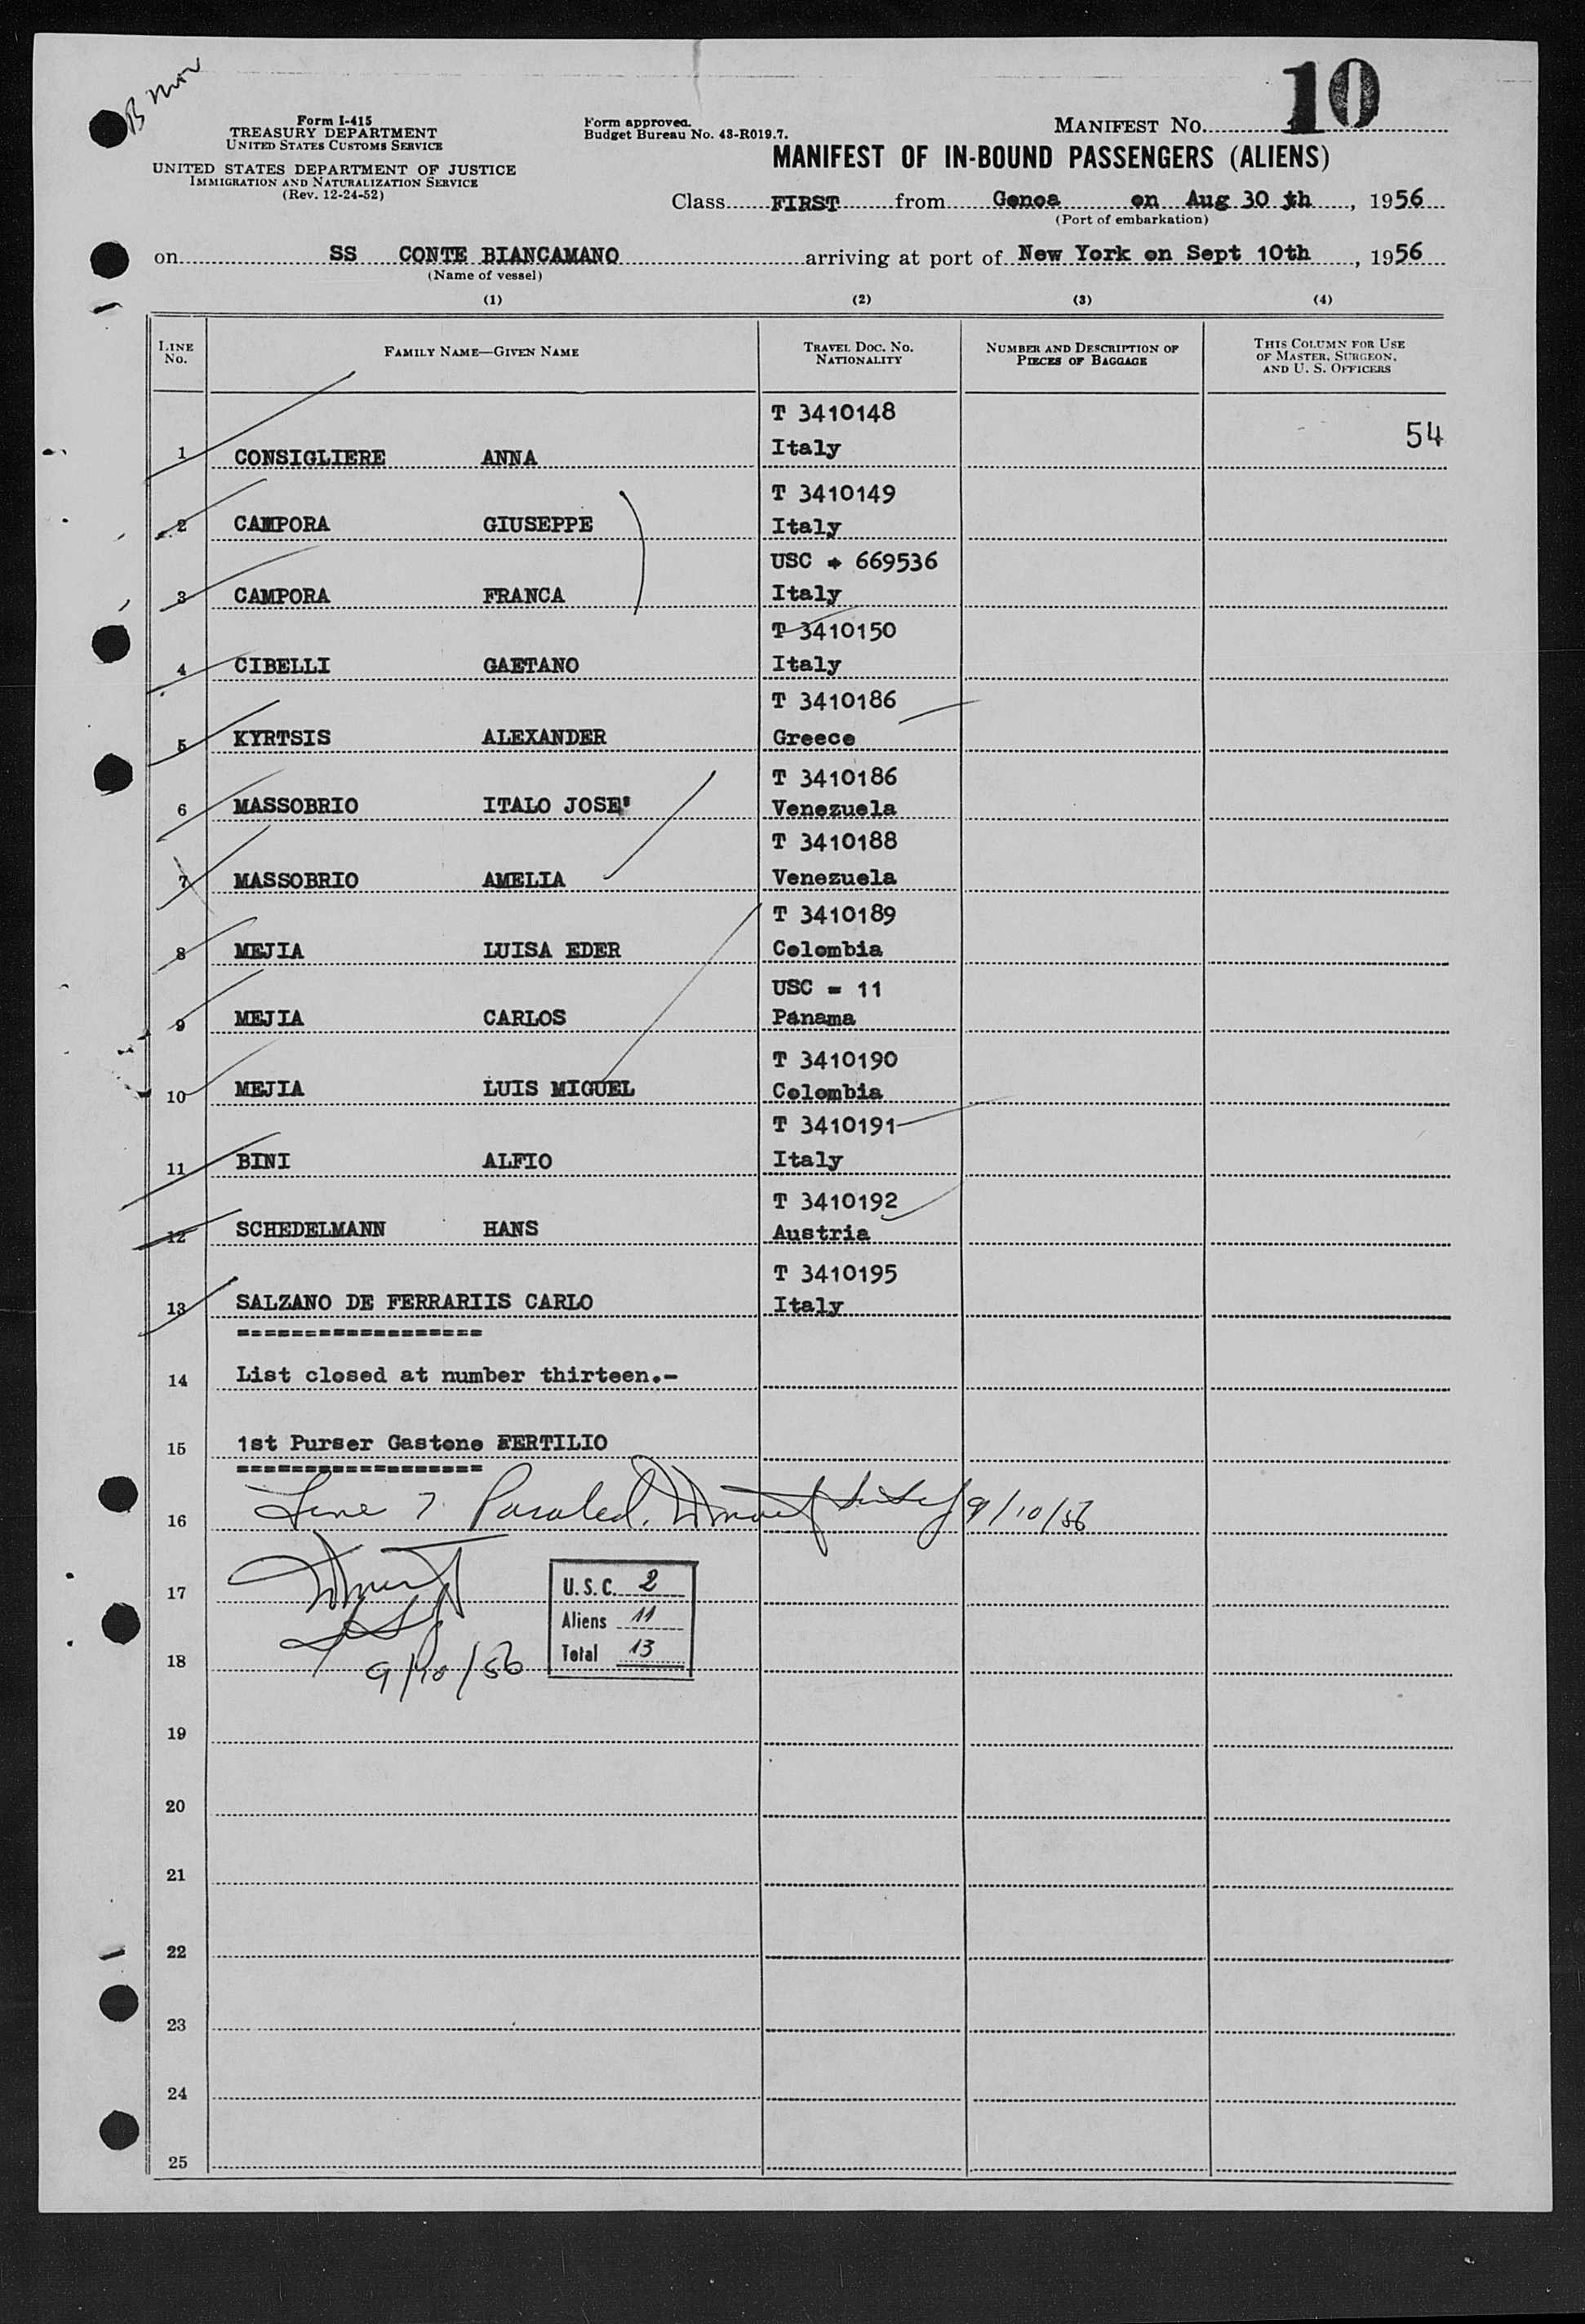 10
Form I-415
TREASURY DEPARTMENT
UNITED STATES CUSTOMS SERVICE
UNITED STATES DEPARTMENT OF JUSTICE
IMMIGRATION AND NATURALIZATION SERVICE
(Rev. 12-24-52)
Form approved.
Budget Bureau No. 43-R019.7.
MANIFEST NO.
MANIFEST OF IN-BOUND PASSENGERS (ALIENS)
Class FIRST from Genoa on Aug 30 th, 1956
(Port of embarkation)
on SS CONTE BIANCAMANO arriving at port of New York on Sept 10th, 1956
(Name of vessel)
(1) (2) (3) (4)
LINE NO. FAMILY NAME—GIVEN NAME TRAVEL DOC. NO. NATIONALITY NUMBER AND DESCRIPTION OF PIECES OF BAGGAGE THIS COLUMN FOR USE OF MASTER, SURGEON, AND U. S. OFFICERS
T 3410148
54
1 CONSIGLIERE ANNA Italy
T 3410149
2 CAMPORA GIUSEPPE Italy
USC 669536
3 CAMPORA FRANCA Italy
T 3410150
4 CIBELLI GAETANO Italy
T 3410186
5 KYRTSIS ALEXANDER Greece
T 3410186
6 MASSOBRIO ITALO JOSE' Venezuela
T 3410188
7 MASSOBRIO AMELIA Venezuela
T 3410189
8 MEJIA LUISA EDER Colombia
USC = 11
9 MEJIA CARLOS Panama
T 3410190
10 MEJIA LUIS MIGUEL Colombia
T 3410191
11 BINI ALFIO Italy
T 3410192
12 SCHEDELMANN HANS Austria
T 3410195
13 SALZANO DE FERRARIIS CARLO Italy
==================
14 List closed at number thirteen.-
15 1st Purser Gastone FERTILIO
==================
16 Line 7 Paroled. 9/10/56
17
U.S.C. 2
Aliens 11
Total 13
18 9/10/56
19
20
21
22
23
24
25